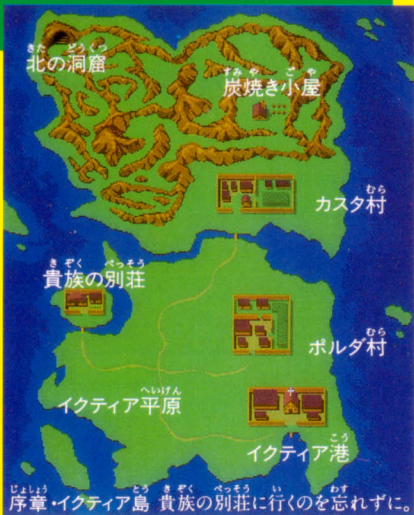 北の洞窟
炭焼き小屋
カスタ村
貴族の別荘
ポルダ村
イクティア平原
イクティア港
序章・イクティア島 貴族の別荘に行くのを忘れずに。